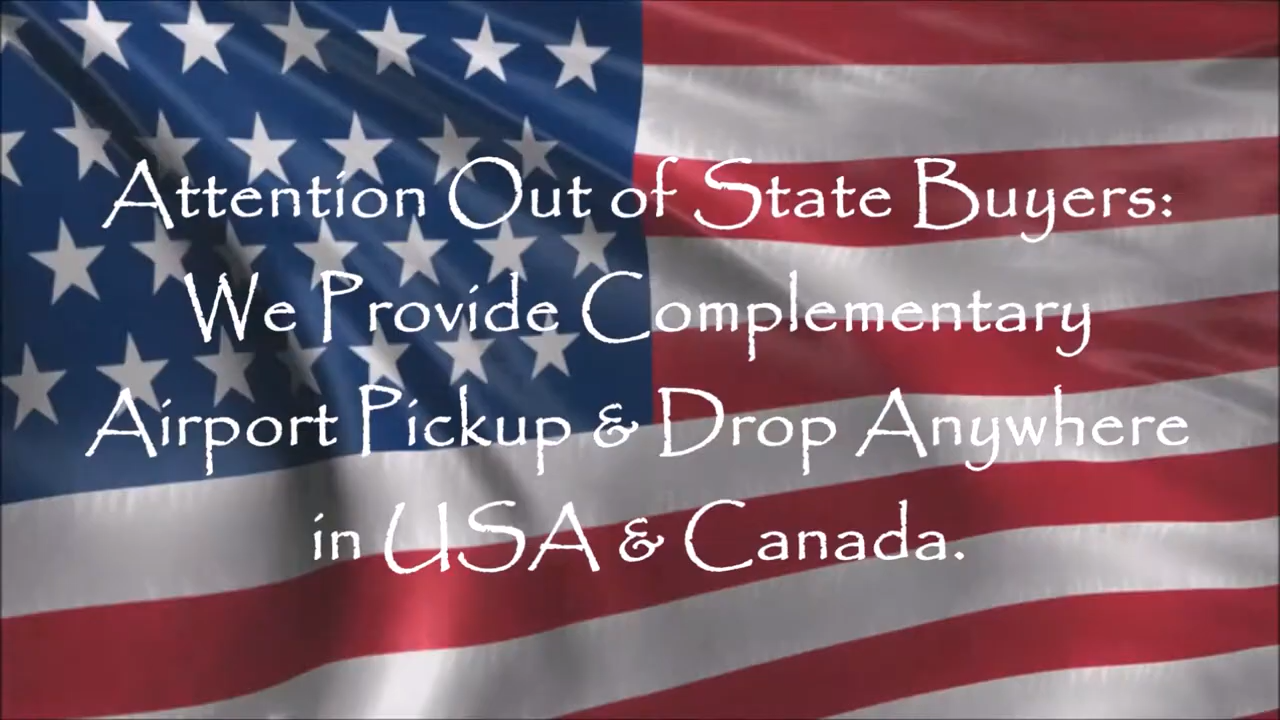 Attention Out of State Buyers:
We Provide Complementary
Airport Pickup & Drop Anywhere
in USA & Canada.